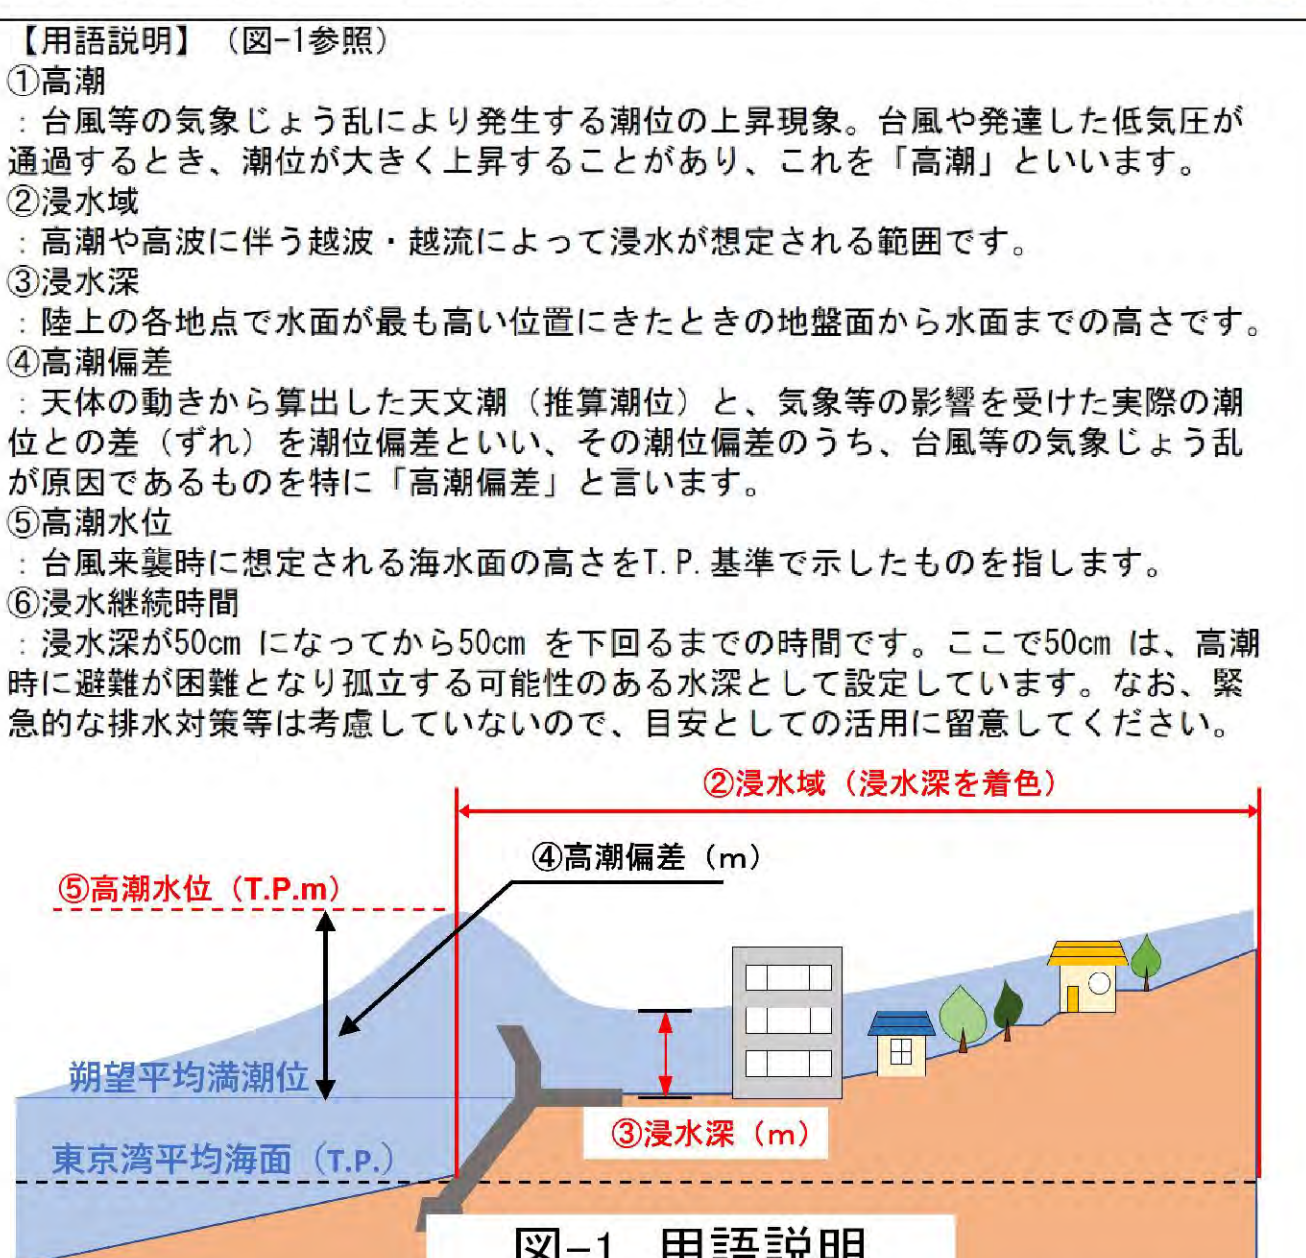 【用語説明】（図-1参照）
①高潮
：台風等の気象じょう乱により発生する潮位の上昇現象。台風や発達した低気圧が
通過するとき、潮位が大きく上昇することがあり、これを「高潮」といいます。
②浸水域
：高潮や高波に伴う越波・越流によって浸水が想定される範囲です。
③浸水深
：陸上の各地点で水面が最も高い位置にきたときの地盤面から水面までの高さです。
④高潮偏差
：天体の動きから算出した天文潮（推算潮位）と、気象等の影響を受けた実際の潮
位との差（ずれ）を潮位偏差といい、その潮位偏差のうち、台風等の気象じょう乱
が原因であるものを特に「高潮偏差」と言います。
⑤高潮水位
：台風来襲時に想定される海水面の高さをT.P.基準で示したものを指します。
⑥浸水継続時間
：浸水深が50cm になってから50cm を下回るまでの時間です。ここで50cm は、高潮
時に避難が困難となり孤立する可能性のある水深として設定しています。なお、緊
急的な排水対策等は考慮していないので、目安としての活用に留意してください。
②浸水域（浸水深を着色）
④高潮偏差（m）
⑤高潮水位（T.P.m）
朔望平均満潮位
③浸水深（m）
東京湾平均海面（T.P.）
図-1 用語説明